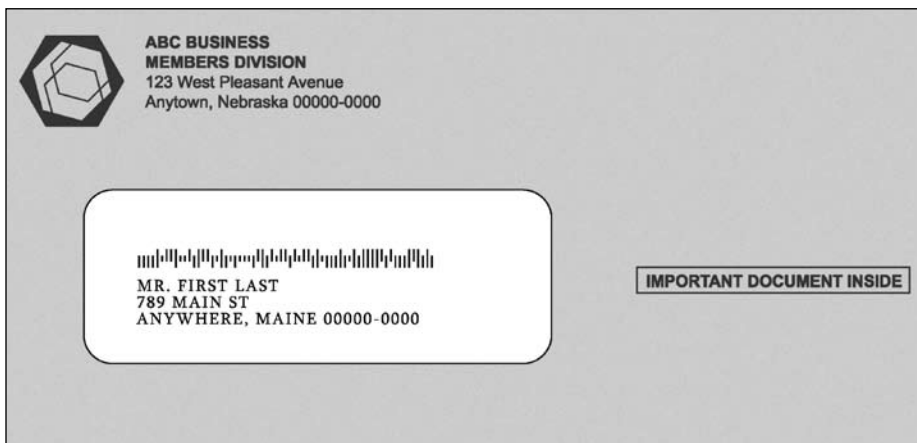 ABC BUSINESS
MEMBERS DIVISION
123 West Pleasant Avenue
Anytown, Nebraska 00000-0000
MR. FIRST LAST
789 MAIN ST
ANYWHERE, MAINE 00000-0000
IMPORTANT DOCUMENT INSIDE